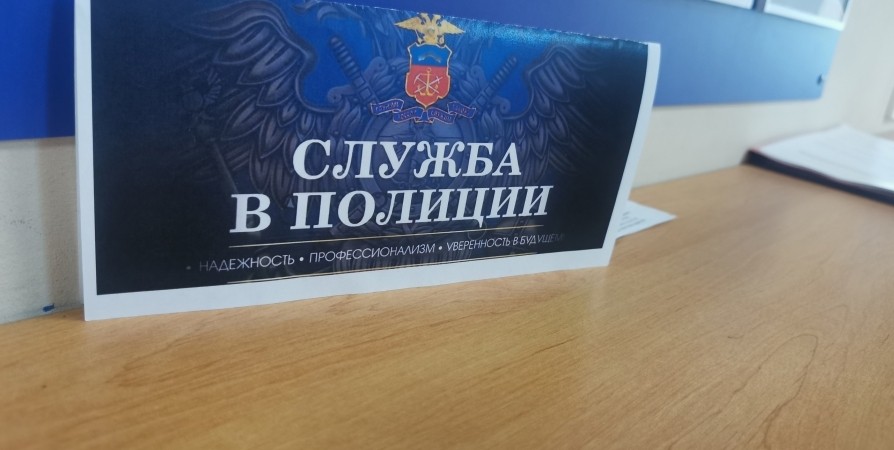 СЛУЖБА
В ПОЛИЦИИ
• НАДЕЖНОСТЬ • ПРОФЕССИОНАЛИЗМ • УВЕРЕННОСТЬ В БУДУЩЕМ